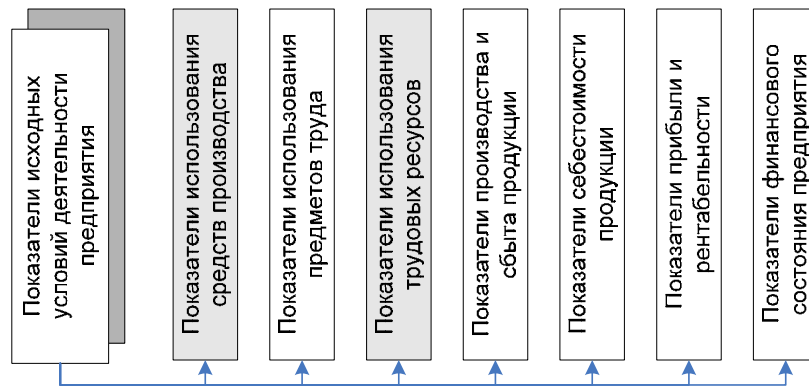 Показатели исходных
условий деятельности
предприятия
Показатели использования
средств производства
Показатели использования
предметов труда
Показатели использования
трудовых ресурсов
Показатели производства и
сбыта продукции
Показатели себестоимости
продукции
Показатели прибыли и
рентабельности
Показатели финансового
состояния предприятия